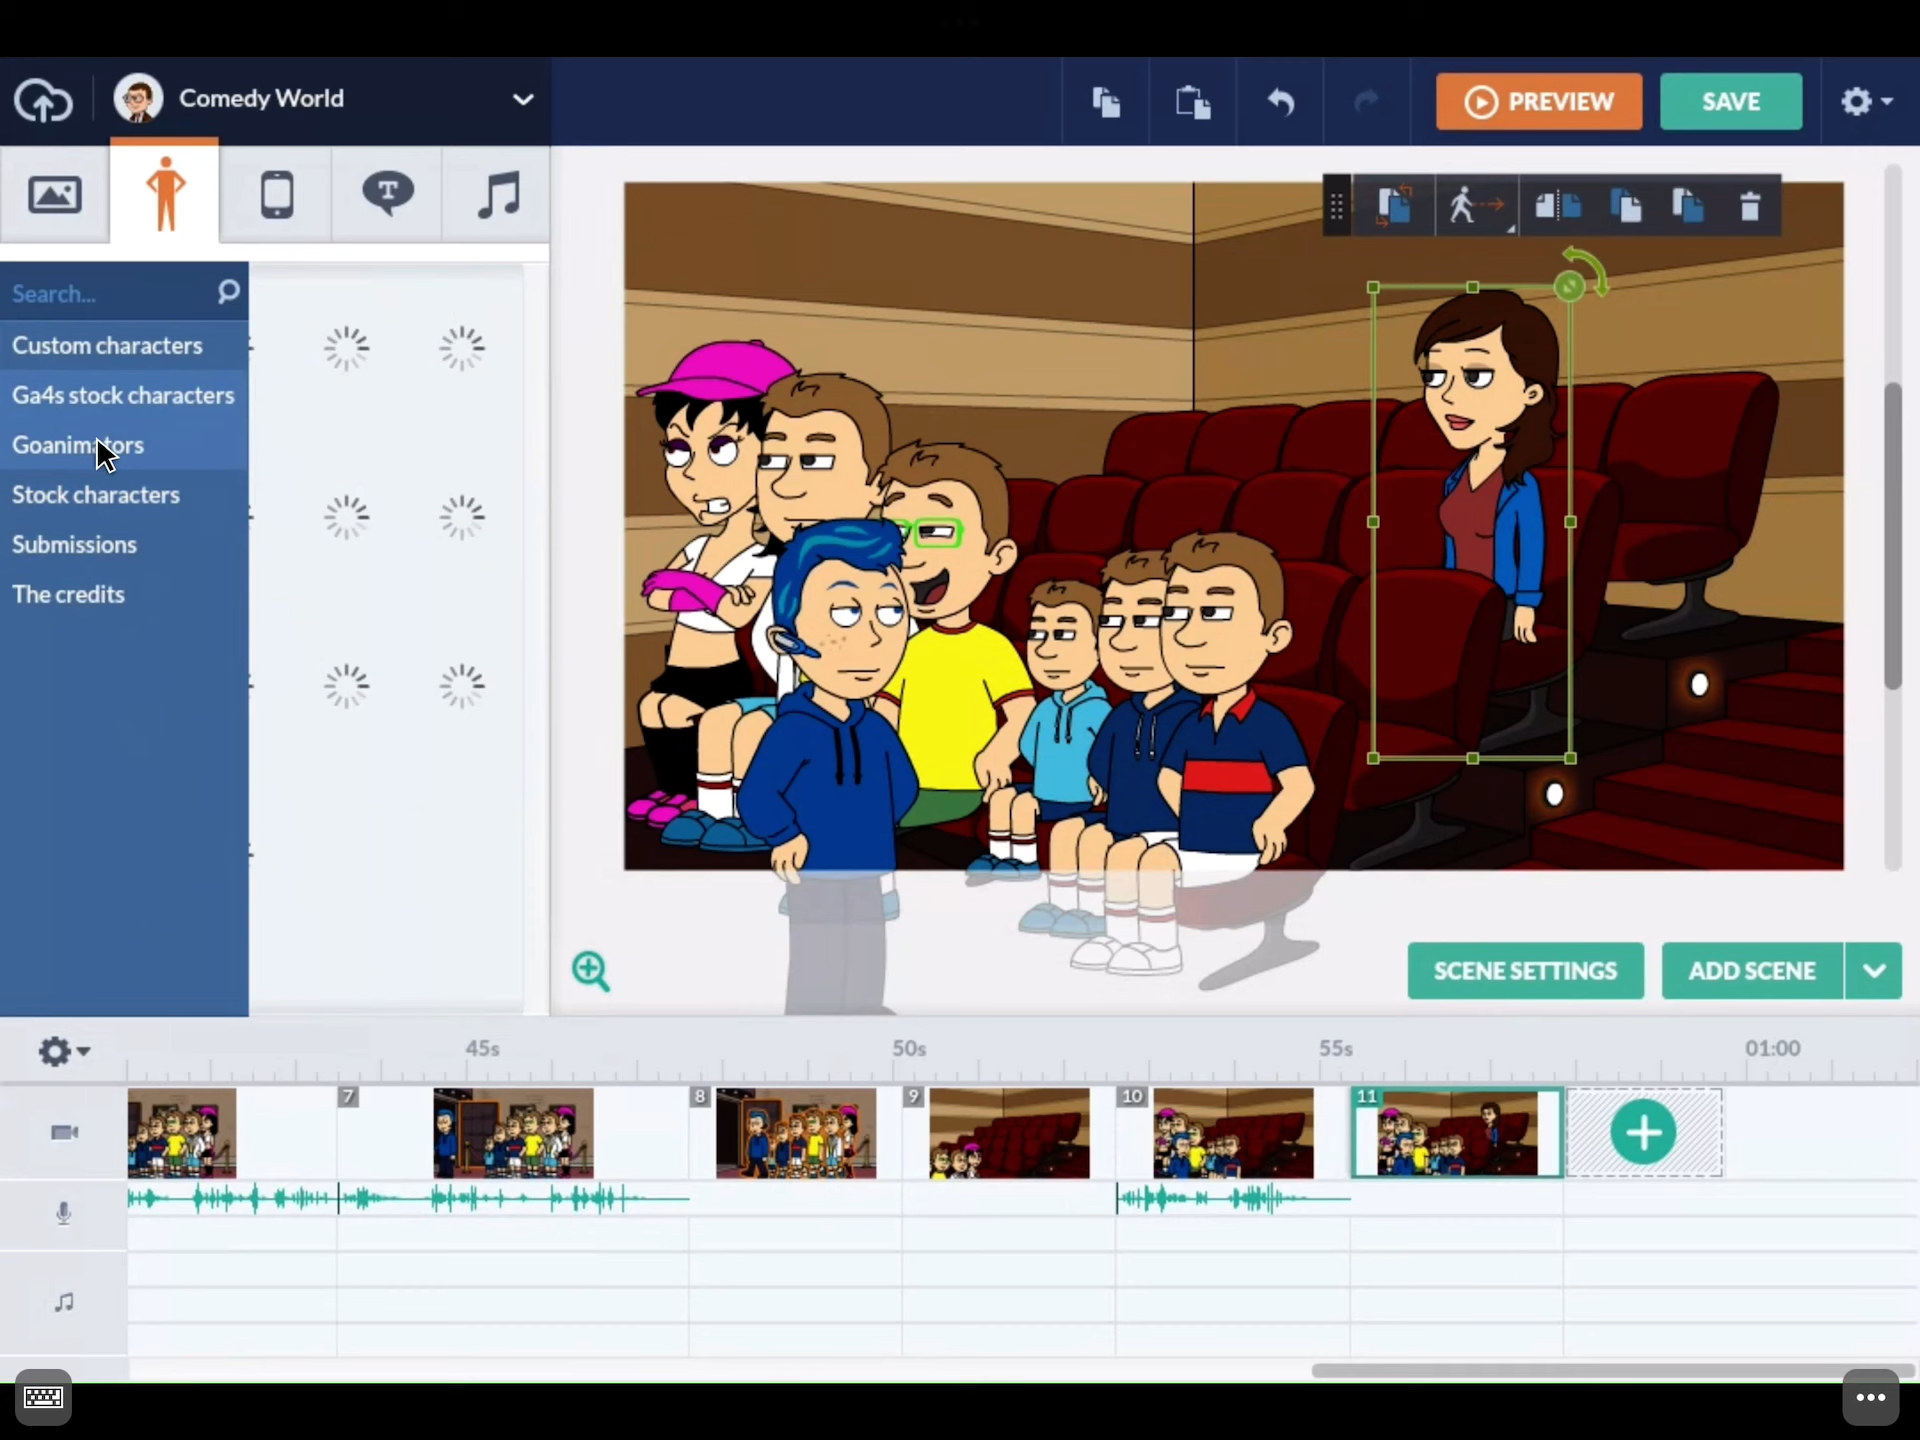 Comedy World
PREVIEW
SAVE
T
Search...
Custom characters
Ga4s stock characters
Goanimators
Stock characters
Submissions
The credits
SCENE SETTINGS
ADD SCENE
45s
50s
55s
01:00
7
8
9
10
11